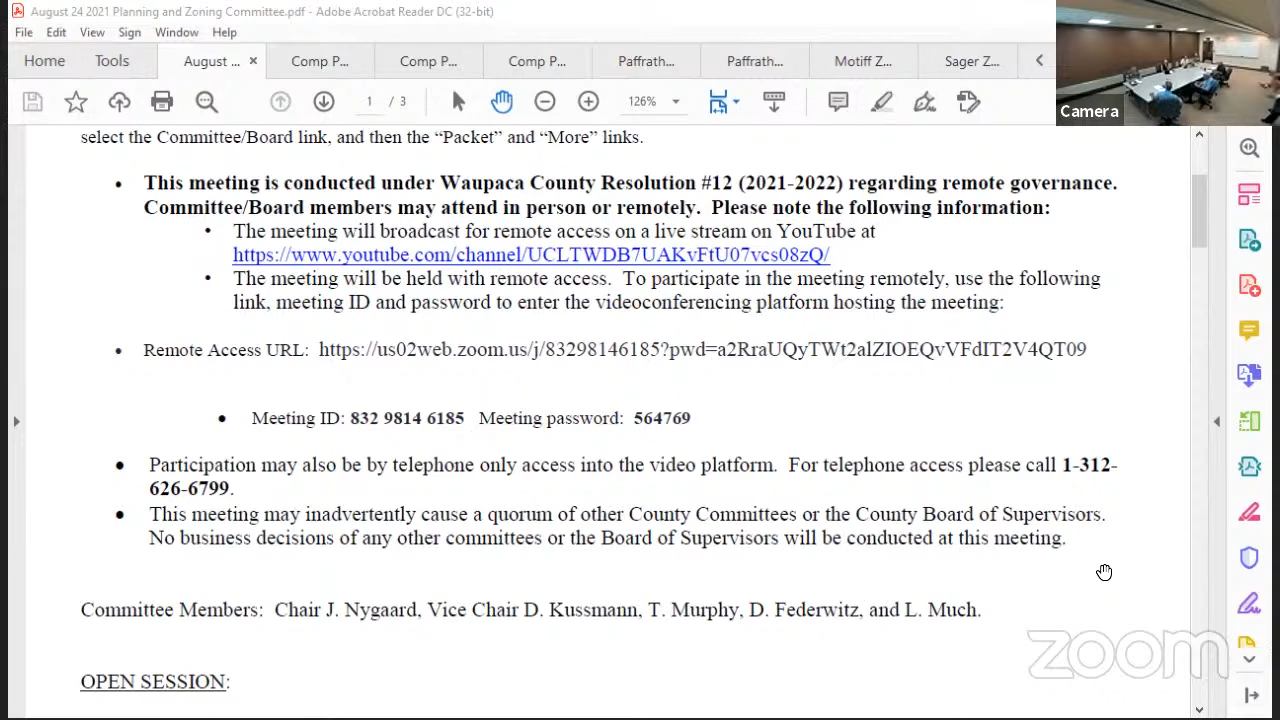 August 24 2021 Planning and Zoning Committee.pdf - Adobe Acrobat Reader DC (32-bit)
File Edit View Sign Window Help
Home Tools August ... × Comp P... Comp P... Comp P... Paffrath... Paffrath... Motiff Z... Sager Z...
1 / 3 126%
Camera
select the Committee/Board link, and then the “Packet” and “More” links.
• This meeting is conducted under Waupaca County Resolution #12 (2021-2022) regarding remote governance.
Committee/Board members may attend in person or remotely. Please note the following information:
• The meeting will broadcast for remote access on a live stream on YouTube at
https://www.youtube.com/channel/UCLTWDB7UAKvFtU07vcs08zQ/
• The meeting will be held with remote access. To participate in the meeting remotely, use the following
link, meeting ID and password to enter the videoconferencing platform hosting the meeting:
• Remote Access URL: https://us02web.zoom.us/j/83298146185?pwd=a2RraUQyTWt2alZIOEQvVFdIT2V4QT09
• Meeting ID: 832 9814 6185 Meeting password: 564769
• Participation may also be by telephone only access into the video platform. For telephone access please call 1-312-
626-6799.
• This meeting may inadvertently cause a quorum of other County Committees or the County Board of Supervisors.
No business decisions of any other committees or the Board of Supervisors will be conducted at this meeting.
Committee Members: Chair J. Nygaard, Vice Chair D. Kussmann, T. Murphy, D. Federwitz, and L. Much.
zoom
OPEN SESSION: